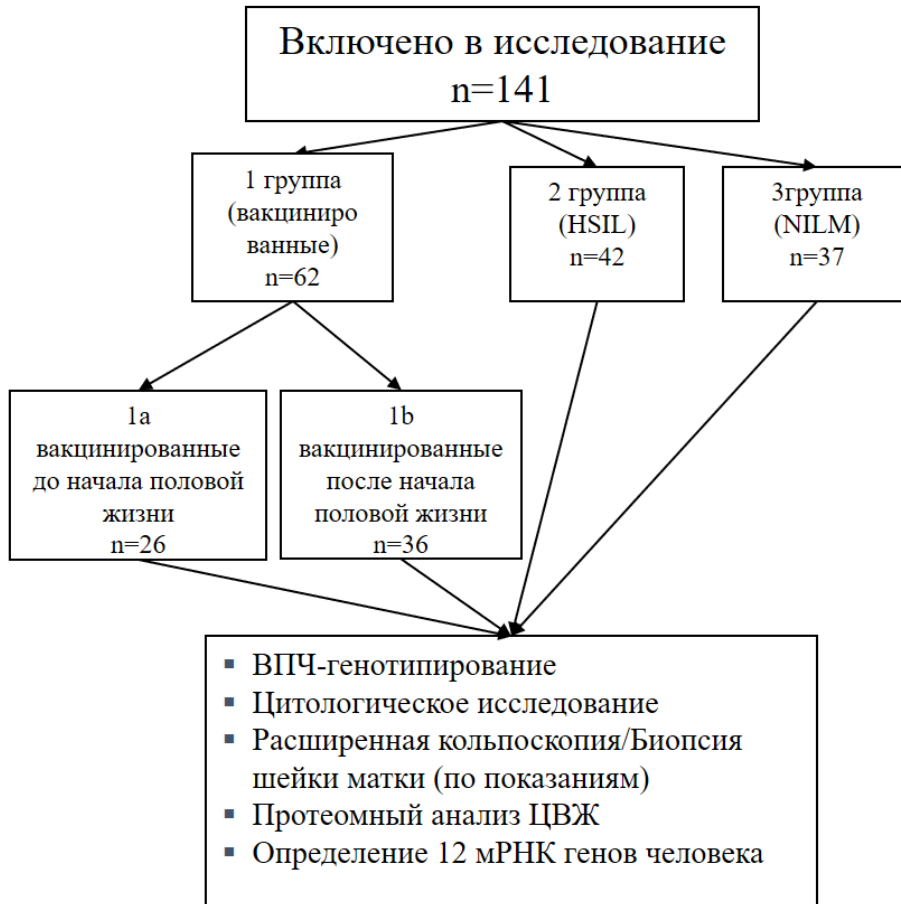 Включено в исследование
n=141
1 группа
(вакциниро
ванные)
n=62
2 группа
(HSIL)
n=42
3группа
(NILM)
n=37
1a
вакцинированные
до начала половой
жизни
n=26
1b
вакцинированные
после начала
половой жизни
n=36
▪ ВПЧ-генотипирование
▪ Цитологическое исследование
▪ Расширенная кольпоскопия/Биопсия
шейки матки (по показаниям)
▪ Протеомный анализ ЦВЖ
▪ Определение 12 мРНК генов человека